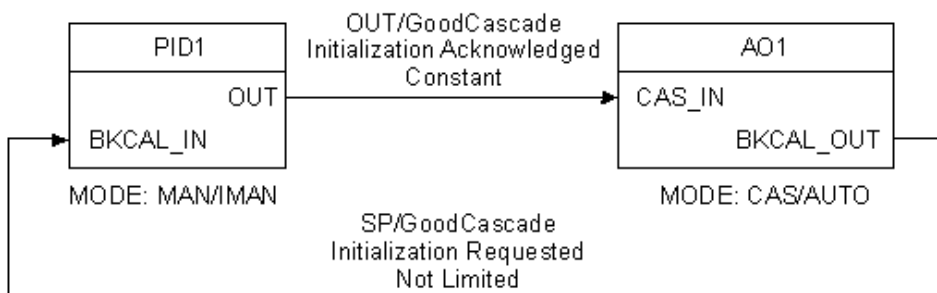 PID1
OUT
BKCAL_IN
MODE: MAN/IMAN
OUT/GoodCascade
Initialization Acknowledged
Constant
AO1
CAS_IN
BKCAL_OUT
MODE: CAS/AUTO
SP/GoodCascade
Initialization Requested
Not Limited